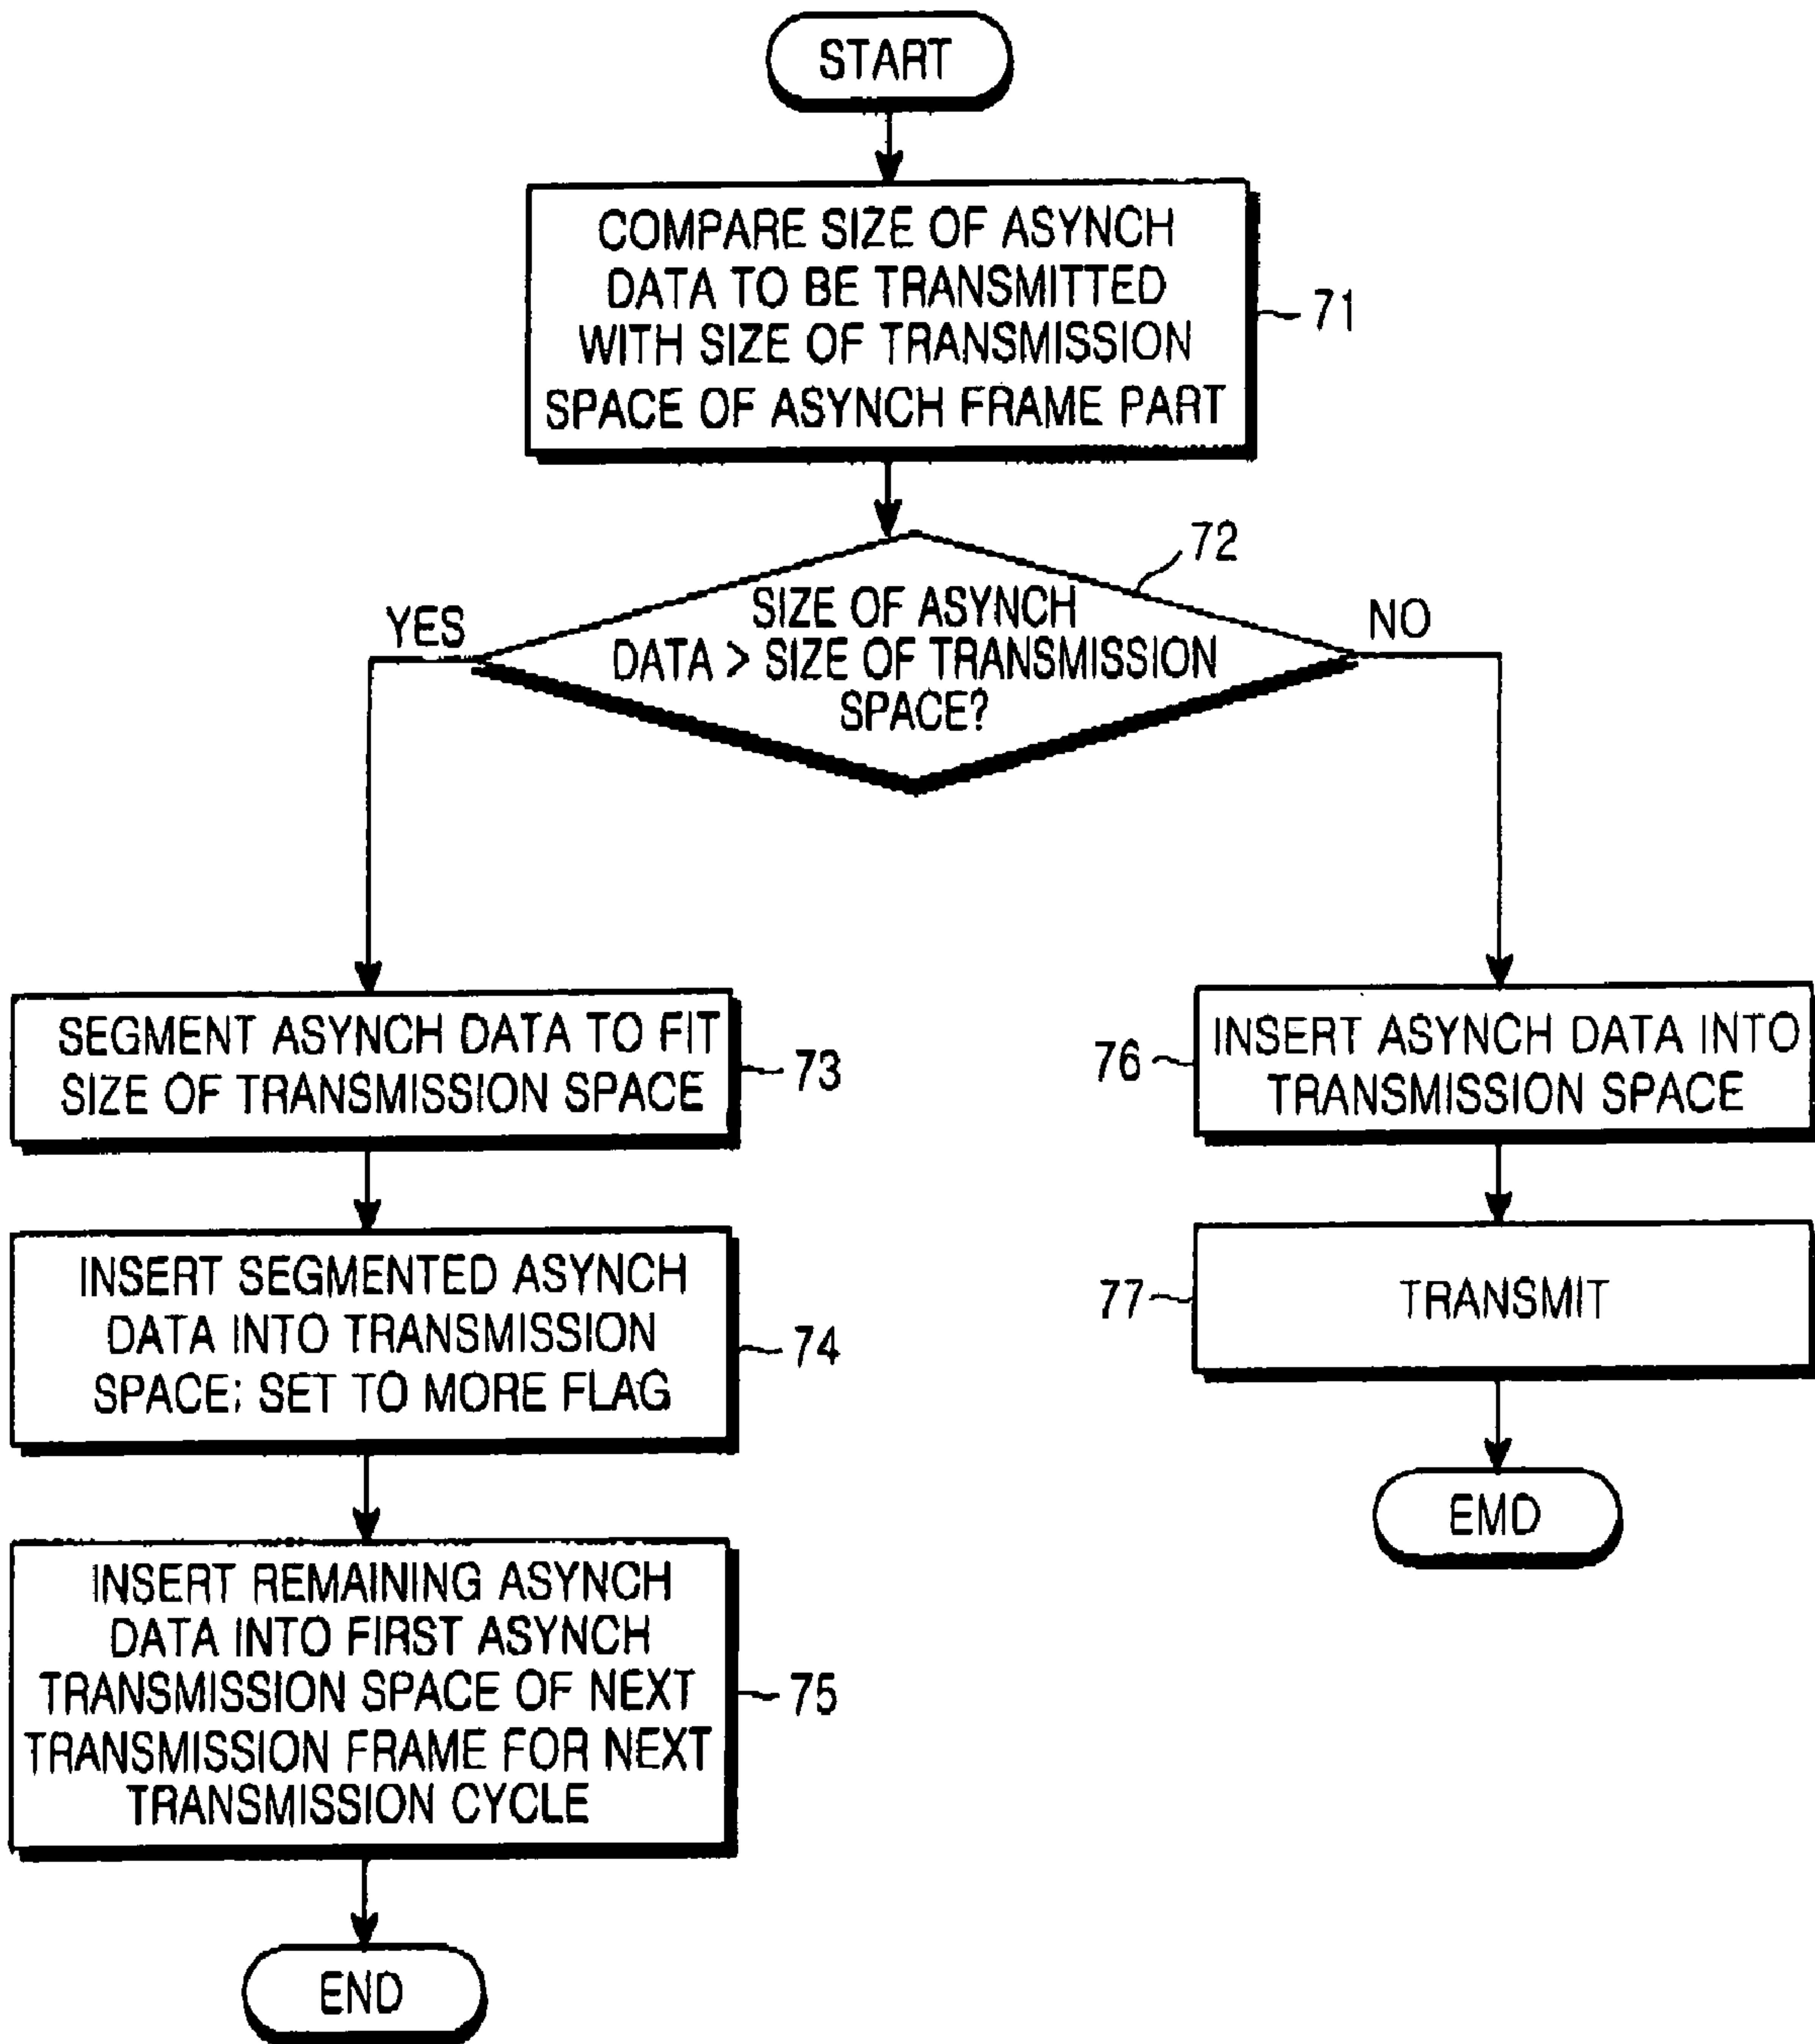 START
COMPARE SIZE OF ASYNCH
DATA TO BE TRANSMITTED
WITH SIZE OF TRANSMISSION
SPACE OF ASYNCH FRAME PART
71
72
SIZE OF ASYNCH
DATA > SIZE OF TRANSMISSION
SPACE?
YES
NO
SEGMENT ASYNCH DATA TO FIT
SIZE OF TRANSMISSION SPACE
73
INSERT SEGMENTED ASYNCH
DATA INTO TRANSMISSION
SPACE; SET TO MORE FLAG
74
INSERT REMAINING ASYNCH
DATA INTO FIRST ASYNCH
TRANSMISSION SPACE OF NEXT
TRANSMISSION FRAME FOR NEXT
TRANSMISSION CYCLE
75
END
76
INSERT ASYNCH DATA INTO
TRANSMISSION SPACE
77
TRANSMIT
EMD